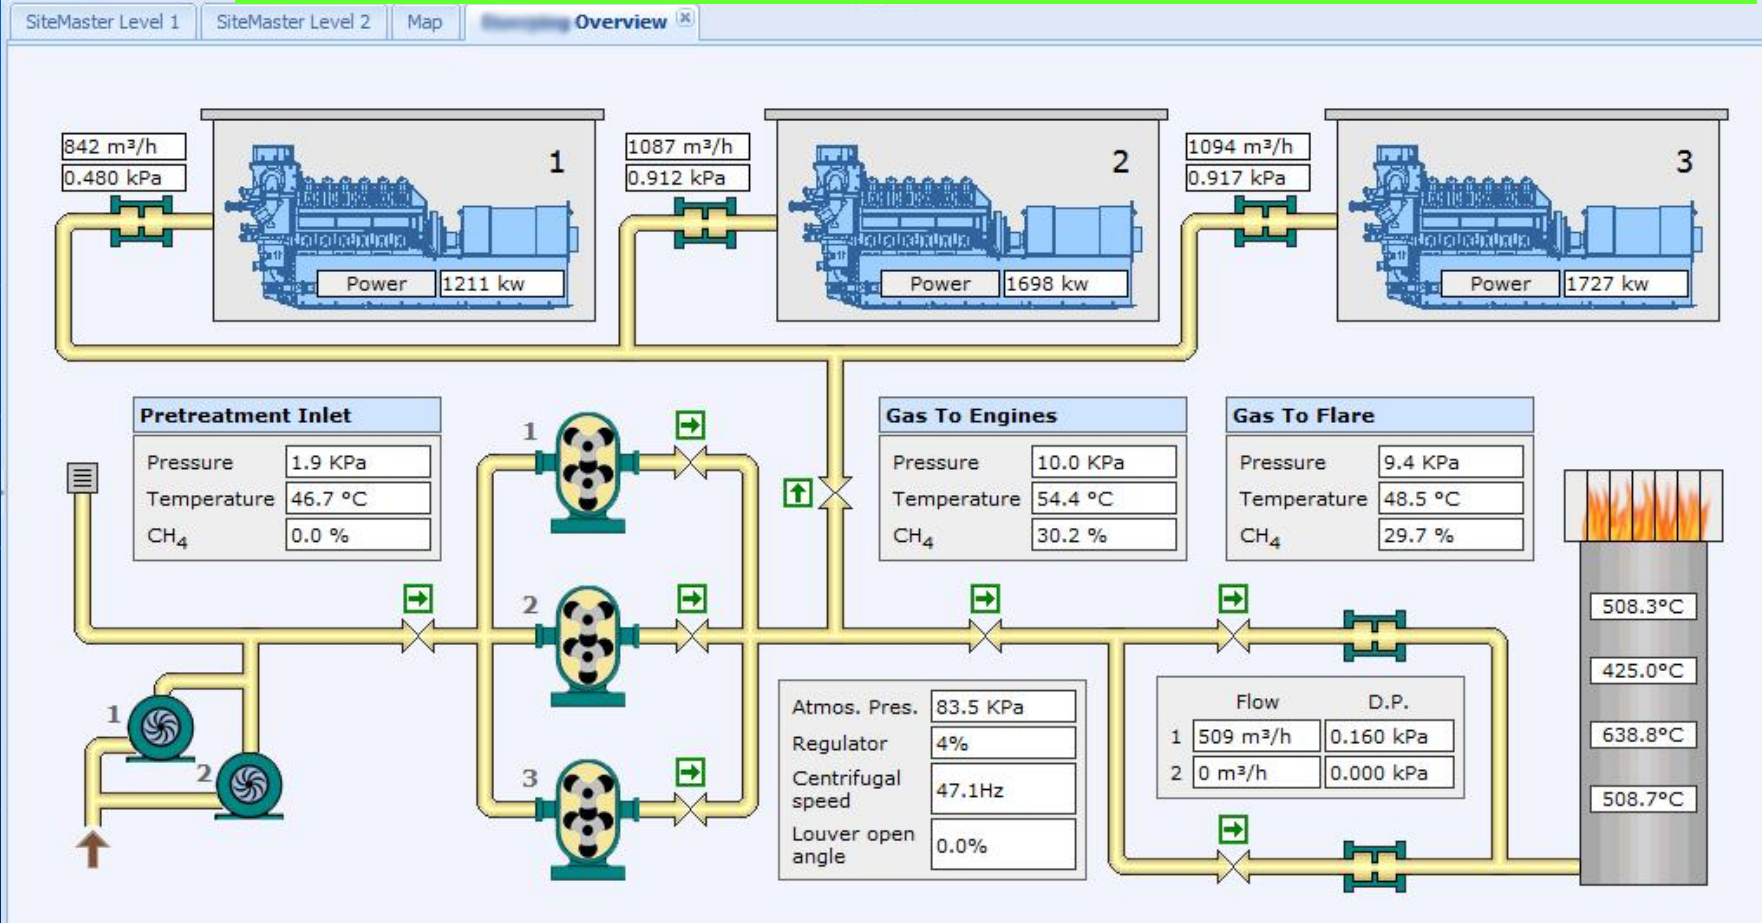 SiteMaster Level 1
SiteMaster Level 2
Map
Overview
842 m³/h
0.480 kPa
1
Power
1211 kw
1087 m³/h
0.912 kPa
2
Power
1698 kw
1094 m³/h
0.917 kPa
3
Power
1727 kw
Pretreatment Inlet
Pressure 1.9 KPa
Temperature 46.7 °C
CH₄ 0.0 %
1
2
3
Gas To Engines
Pressure 10.0 KPa
Temperature 54.4 °C
CH₄ 30.2 %
Gas To Flare
Pressure 9.4 KPa
Temperature 48.5 °C
CH₄ 29.7 %
508.3°C
425.0°C
638.8°C
508.7°C
1
2
Atmos. Pres. 83.5 KPa
Regulator 4%
Centrifugal
speed 47.1Hz
Louver open
angle 0.0%
Flow D.P.
1 509 m³/h 0.160 kPa
2 0 m³/h 0.000 kPa